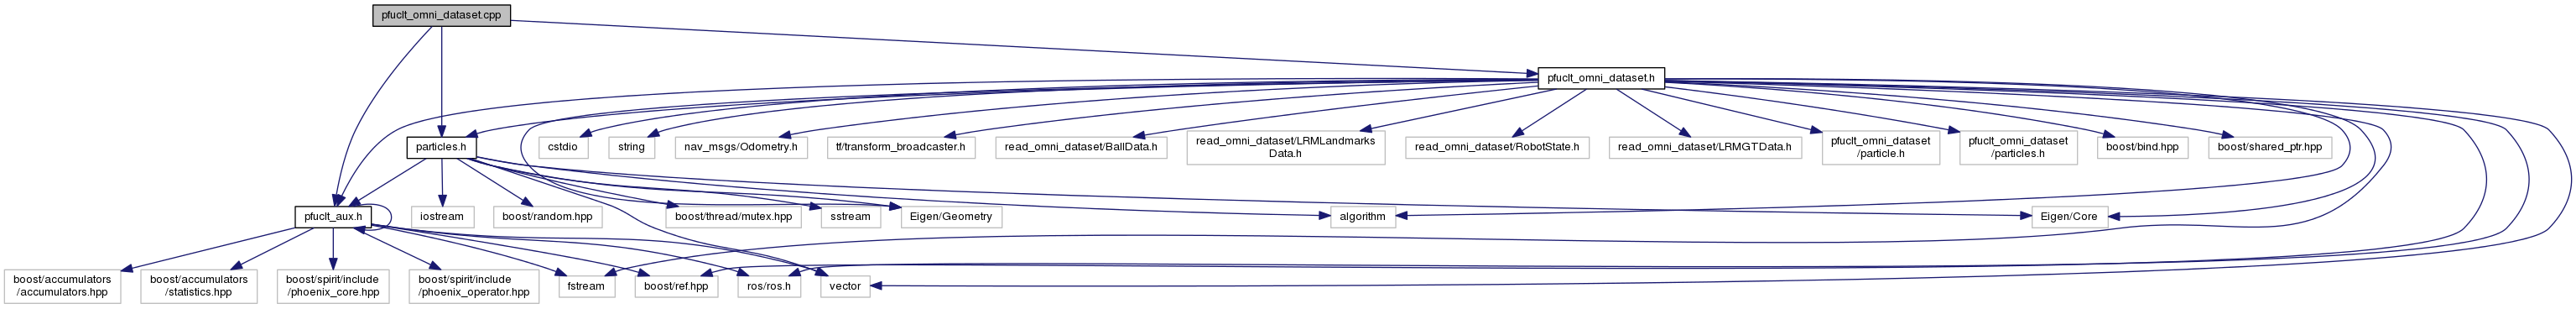 pfuclt_omni_dataset.cpp
pfuclt_omni_dataset.h
particles.h
cstdio
string
nav_msgs/Odometry.h
tf/transform_broadcaster.h
read_omni_dataset/BallData.h
read_omni_dataset/LRMLandmarks
Data.h
read_omni_dataset/RobotState.h
read_omni_dataset/LRMGTData.h
pfuclt_omni_dataset
/particle.h
pfuclt_omni_dataset
/particles.h
boost/bind.hpp
boost/shared_ptr.hpp
pfuclt_aux.h
iostream
boost/random.hpp
boost/thread/mutex.hpp
sstream
Eigen/Geometry
algorithm
Eigen/Core
boost/accumulators
/accumulators.hpp
boost/accumulators
/statistics.hpp
boost/spirit/include
/phoenix_core.hpp
boost/spirit/include
/phoenix_operator.hpp
fstream
boost/ref.hpp
ros/ros.h
vector